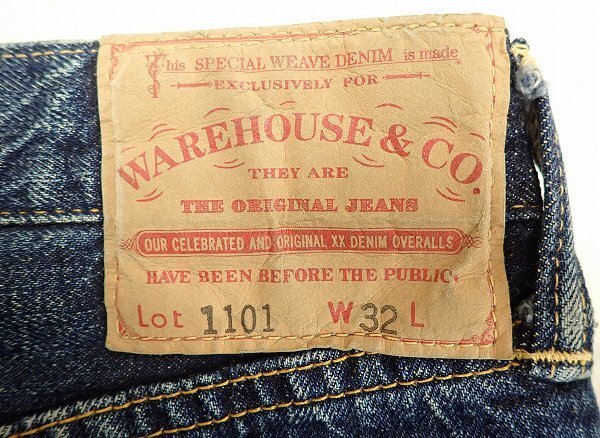 This SPECIAL WEAVE DENIM is made
EXCLUSIVELY FOR
WAREHOUSE & CO.
THEY ARE
THE ORIGINAL JEANS
OUR CELEBRATED AND ORIGINAL XX DENIM OVERALLS
HAVE BEEN BEFORE THE PUBLIC.
Lot 1101 W 32 L